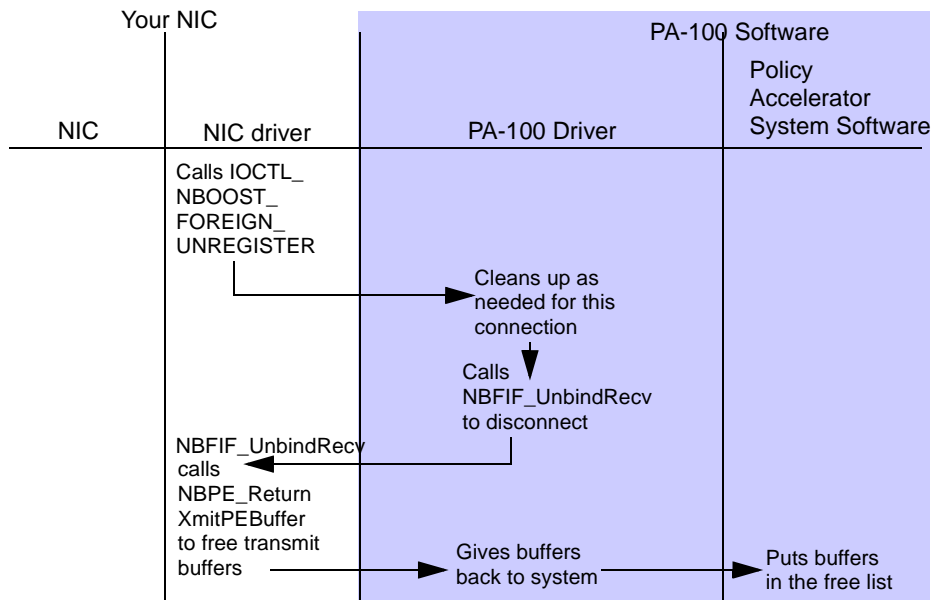 Your NIC
PA-100 Software
Policy
Accelerator
System Software
NIC
NIC driver
PA-100 Driver
Calls IOCTL_
NBOOST_
FOREIGN_
UNREGISTER
Cleans up as
needed for this
connection
Calls
NBFIF_UnbindRecv
to disconnect
NBFIF_UnbindRecv
calls
NBPE_Return
XmitPEBuffer
to free transmit
buffers
Gives buffers
back to system
Puts buffers
in the free list